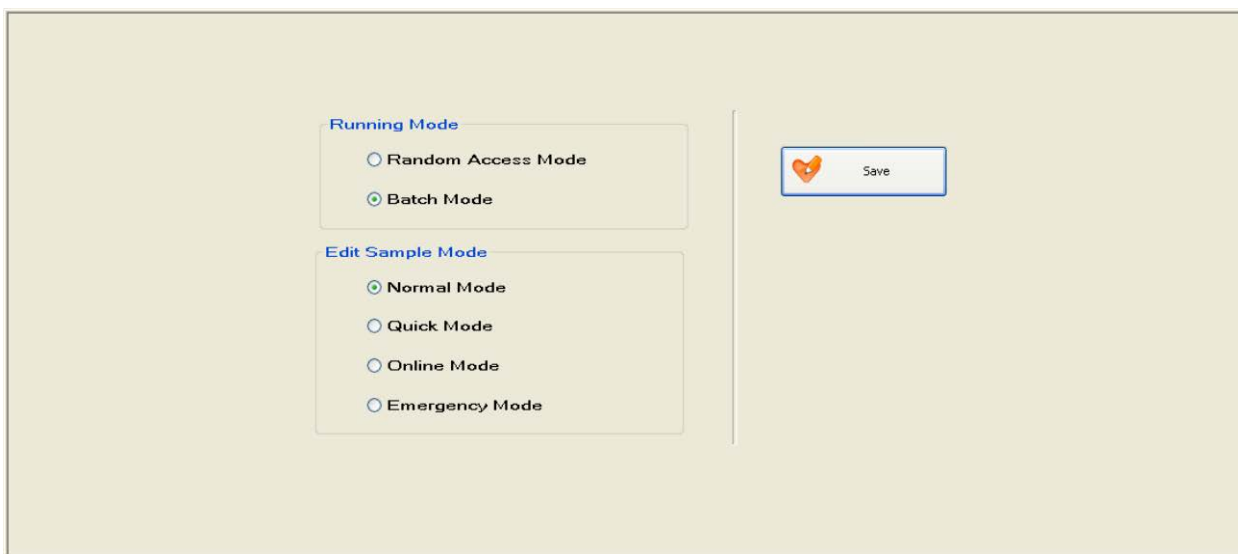 Running Mode
Random Access Mode
Batch Mode
Save
Edit Sample Mode
Normal Mode
Quick Mode
Online Mode
Emergency Mode